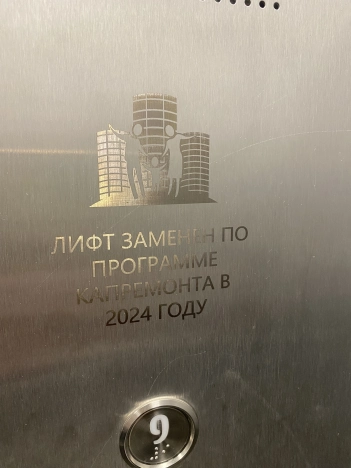 ЛИФТ ЗАМЕНЕН ПО
ПРОГРАММЕ
КАПРЕМОНТА В
2024 ГОДУ
9